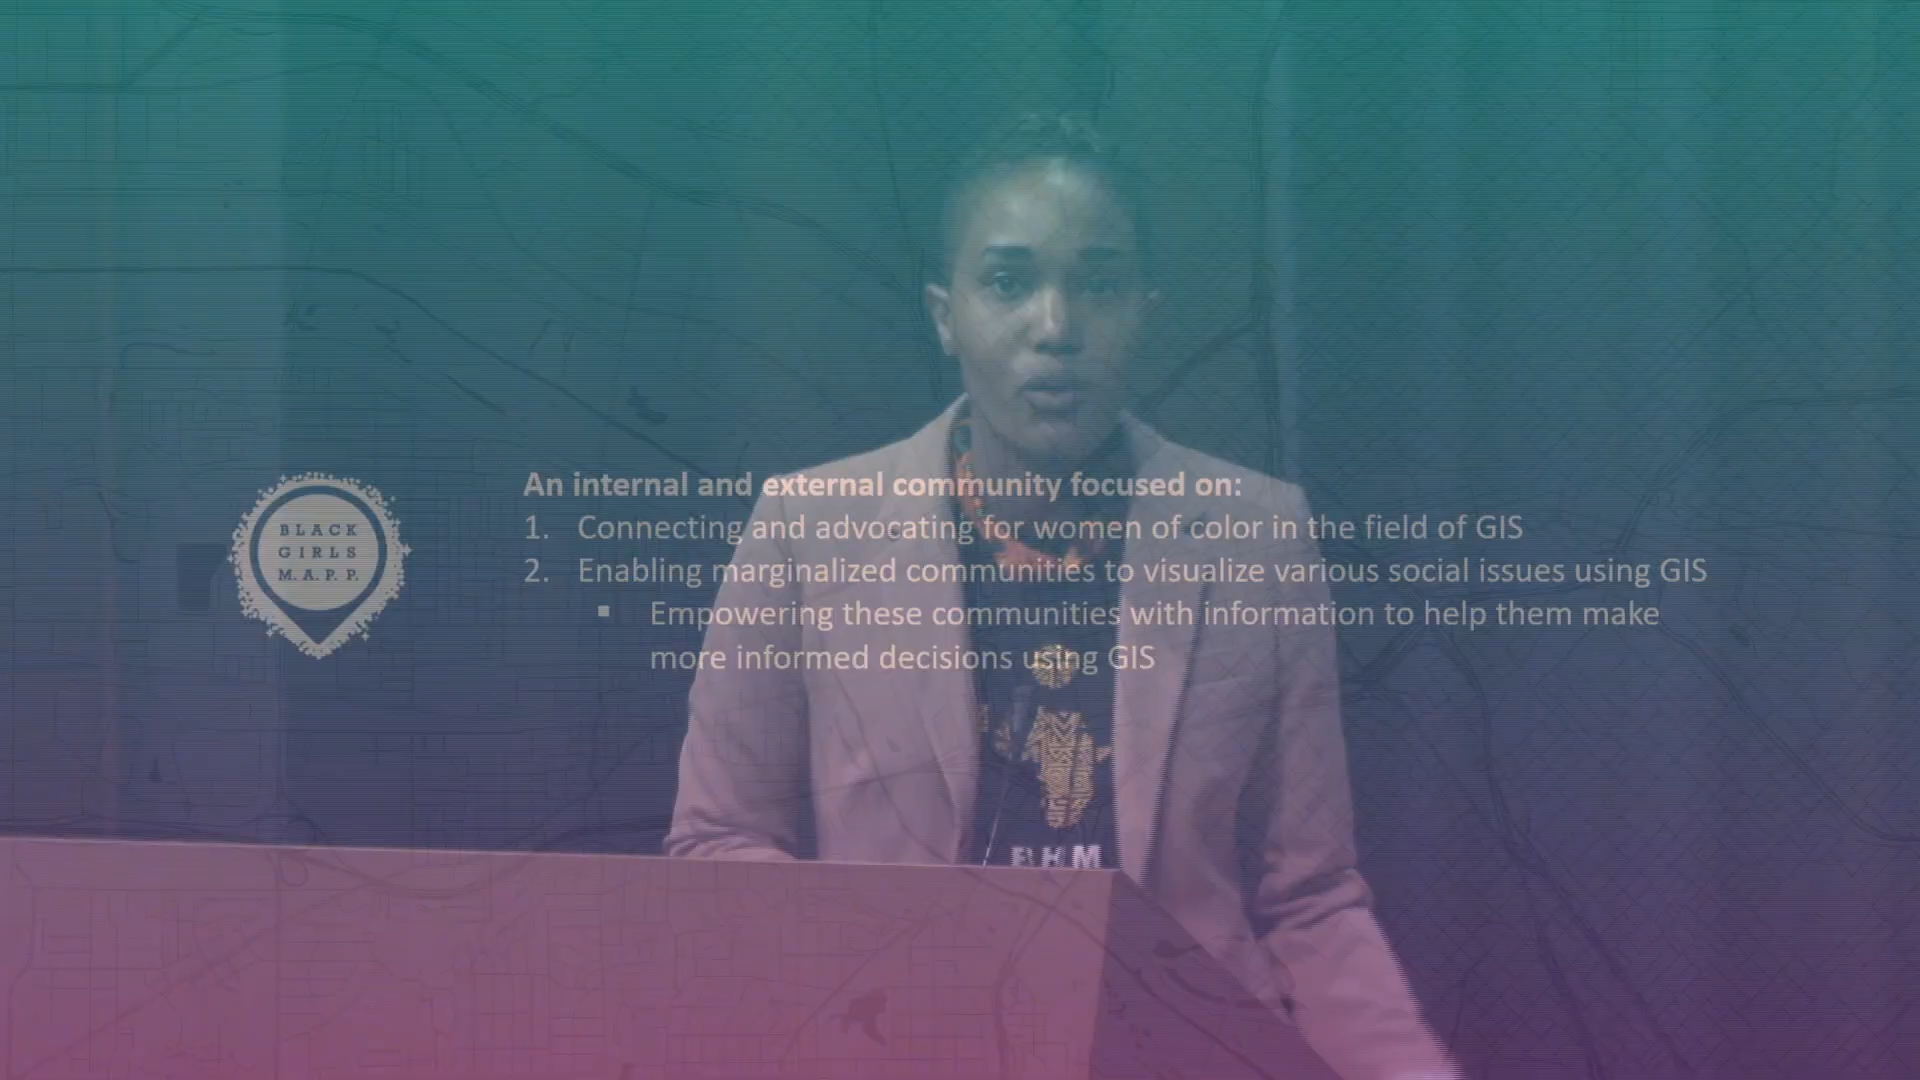 BLACK
GIRLS
M.A.P.P.
An internal and external community focused on:
1. Connecting and advocating for women of color in the field of GIS
2. Enabling marginalized communities to visualize various social issues using GIS
▪ Empowering these communities with information to help them make
more informed decisions using GIS
BHM